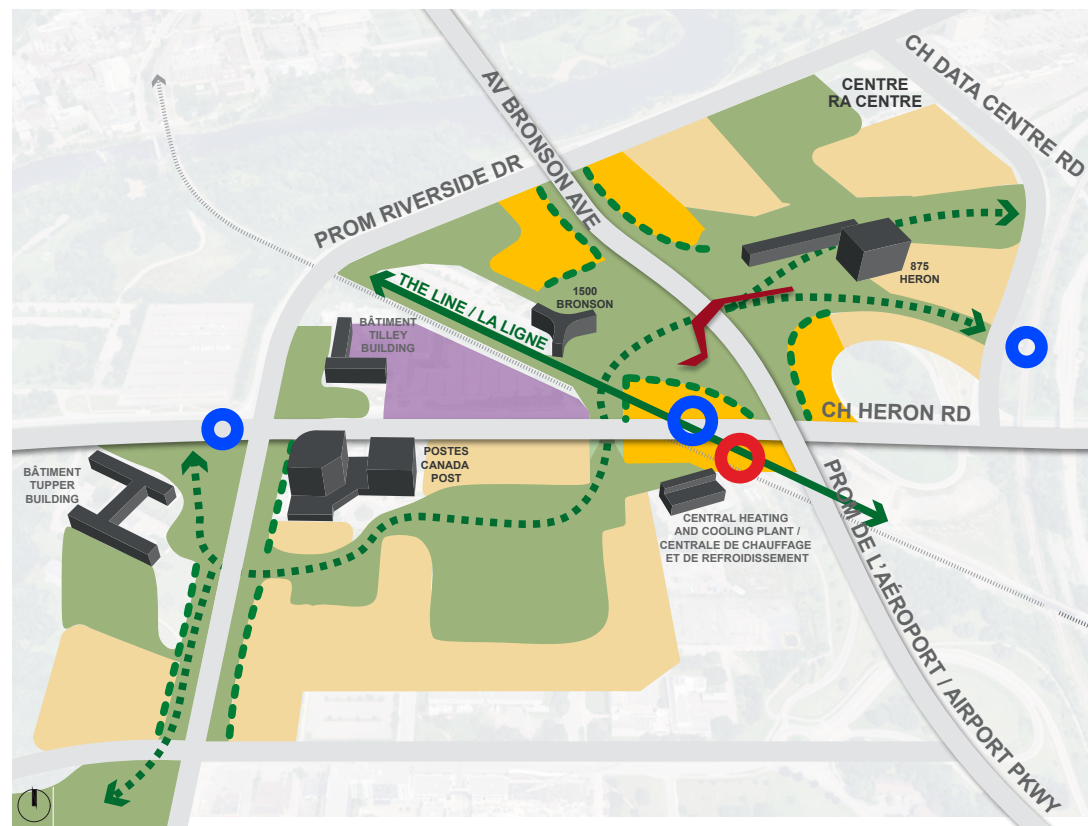 CENTRE
RA CENTRE
CH DATA CENTRE RD
AV BRONSON AVE
PROM RIVERSIDE DR
875
HERON
1500
BRONSON
THE LINE / LA LIGNE
BÂTIMENT
TILLEY
BUILDING
CH HERON RD
POSTES
CANADA
POST
BÂTIMENT
TUPPER
BUILDING
CENTRAL HEATING
AND COOLING PLANT /
CENTRALE DE CHAUFFAGE
ET DE REFROIDISSEMENT
PROM DE L'AÉROPORT / AIRPORT PKWY